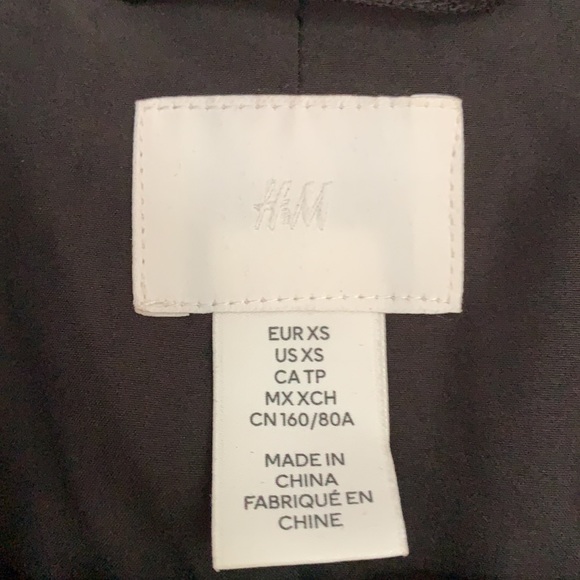 H&M
EUR XS
US XS
CA TP
MX XCH
CN 160/80A
MADE IN
CHINA
FABRIQUÉ EN
CHINE